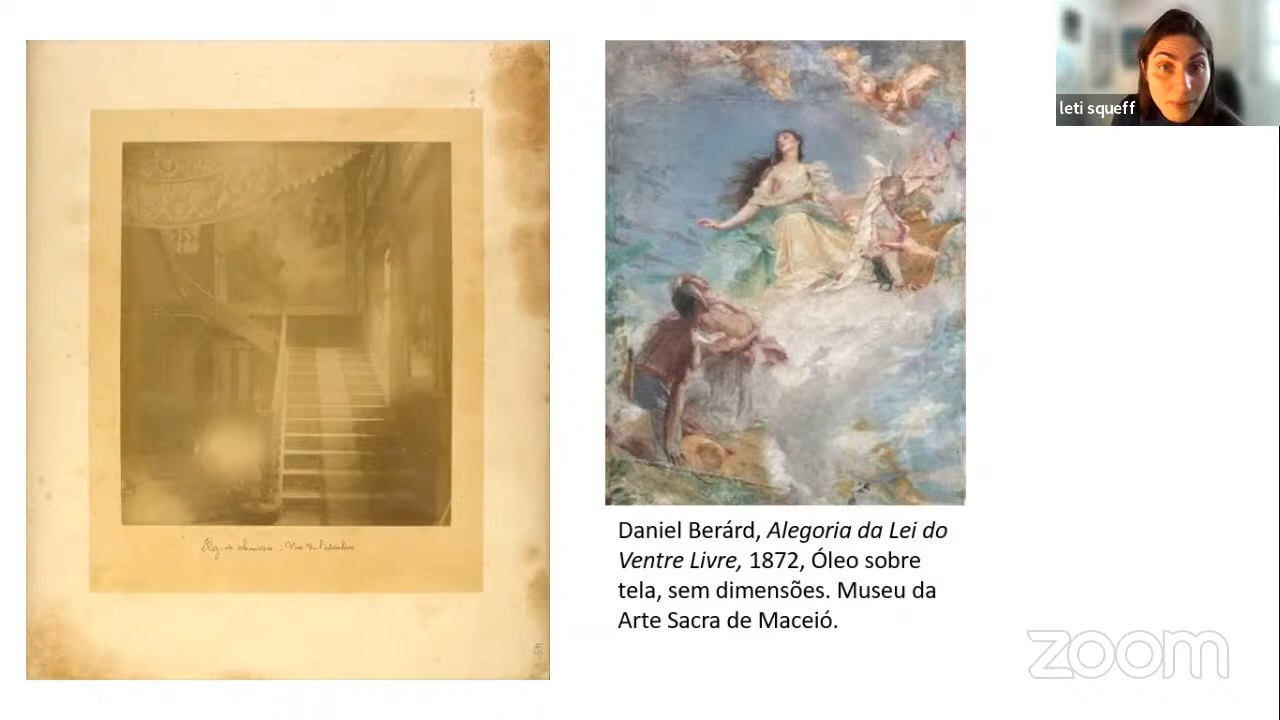 leti squeff
Daniel Berárd, Alegoria da Lei do
Ventre Livre, 1872, Óleo sobre
tela, sem dimensões. Museu da
Arte Sacra de Maceió.
zoom